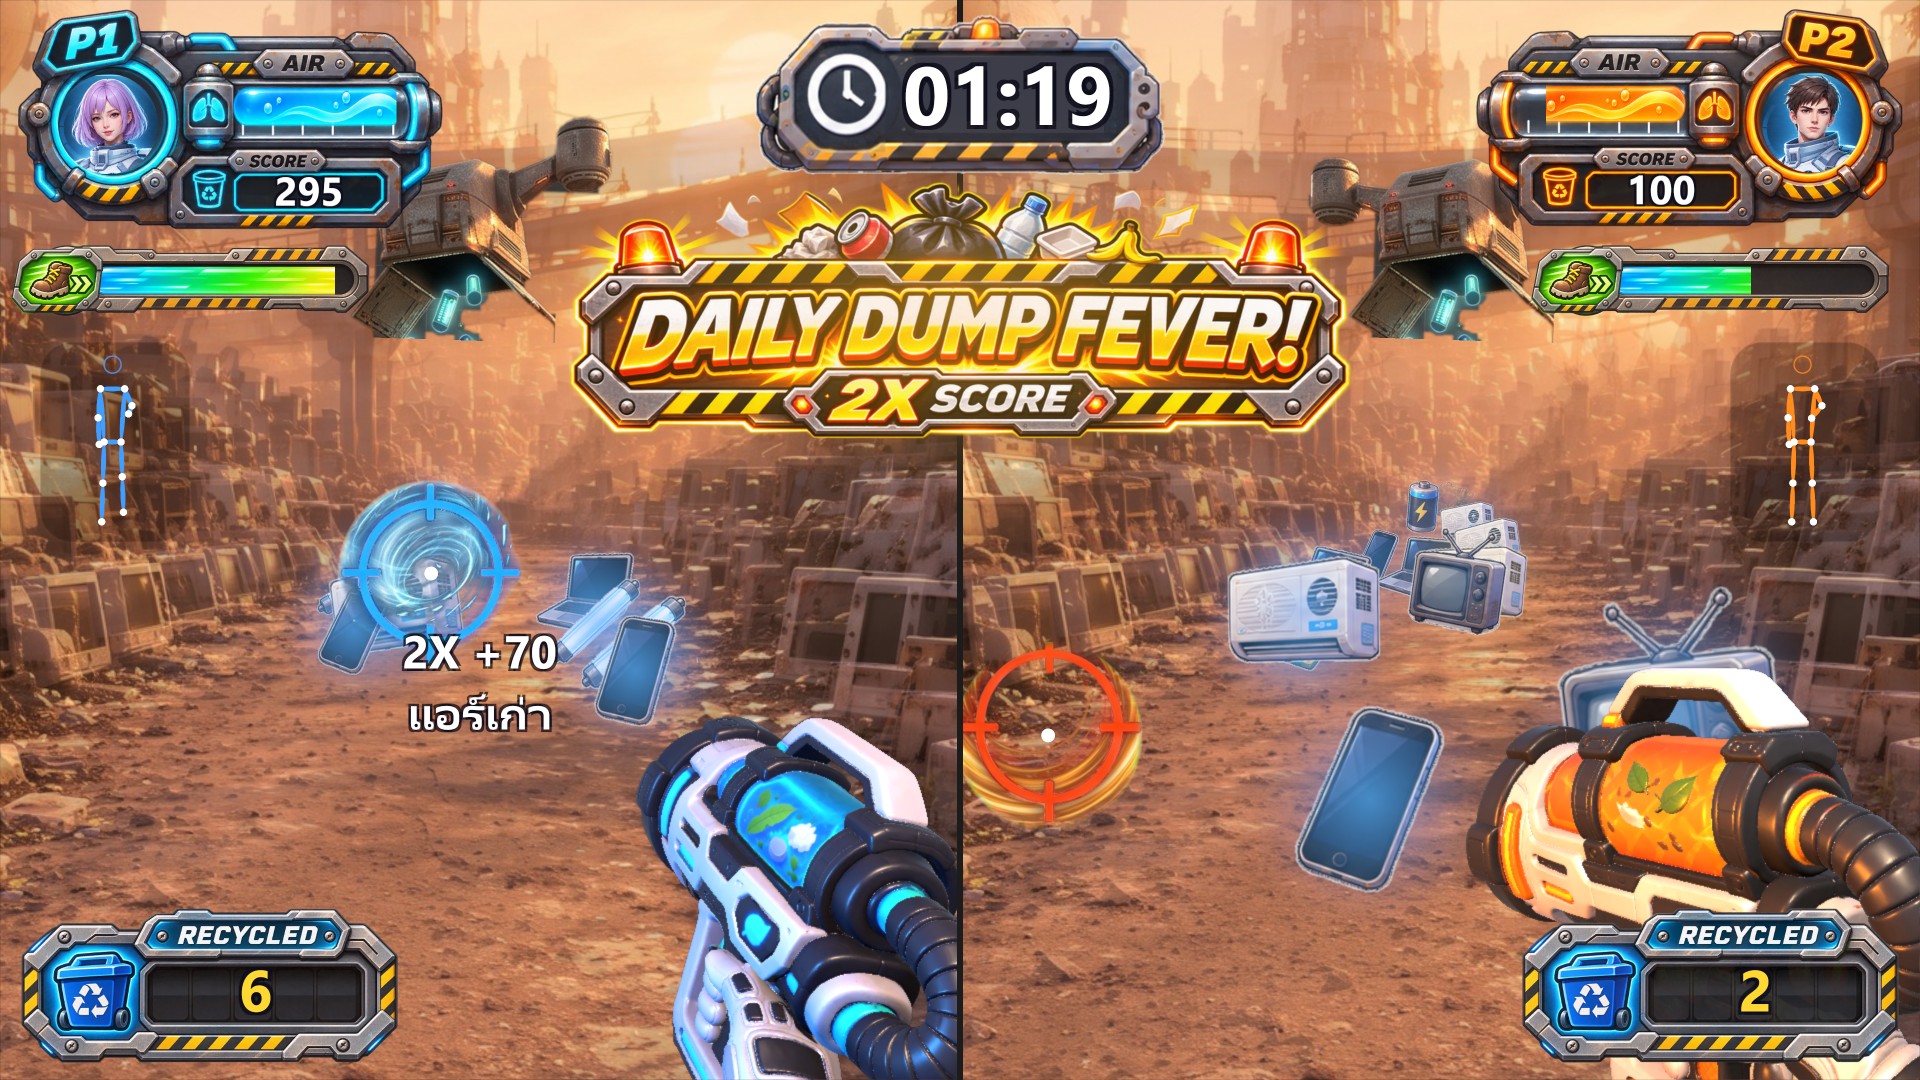 P1
AIR
SCORE
295
01:19
P2
AIR
SCORE
100
DAILY DUMP FEVER!
2X SCORE
2X +70
แอร์เก่า
RECYCLED
6
RECYCLED
2